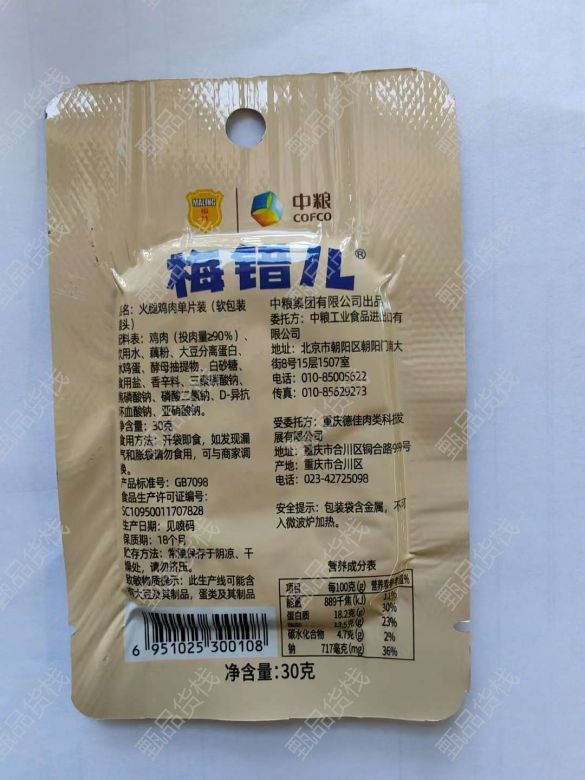 MALING
梅林
中粮
COFCO
梅错儿®
名：火腿鸡肉单片装（软包装
罐头）
料表：鸡肉（投肉量≥90%）、
饮用水、藕粉、大豆分离蛋白、
冰鸡蛋、酵母抽提物、白砂糖、
食用盐、香辛料、三聚磷酸钠、
焦磷酸钠、磷酸二氢钠、D-异抗
坏血酸钠、亚硝酸钠。
净含量：30克
食用方法：开袋即食，如发现漏
气和胀袋请勿食用，可与商家调
换。
产品标准号：GB7098
食品生产许可证编号：
SC10950011707828
生产日期：见喷码
保质期：18个月
贮存方法：常温保存于阴凉、干
燥处，请勿挤压。
致敏物质提示：此生产线可能含
有大豆及其制品，蛋类及其制品
中粮集团有限公司出品
委托方：中粮工业食品进出口有
限公司
地址：北京市朝阳区朝阳门南大
街8号15层1507室
电话：010-85005622
传真：010-85629273
受委托方：重庆德佳肉类科技发
展有限公司
地址：重庆市合川区铜合路99号
产地：重庆市合川区
电话：023-42725098
安全提示：包装袋含金属，不可
入微波炉加热。
营养成分表
项目 每100克(g) 营养素参考值%
能量 889千焦(kJ) 11%
蛋白质 18.2克(g) 30%
脂肪 13.5克(g) 23%
碳水化合物 4.7克(g) 2%
钠 717毫克(mg) 36%
6 951025 300108
净含量：30克
甄品货栈